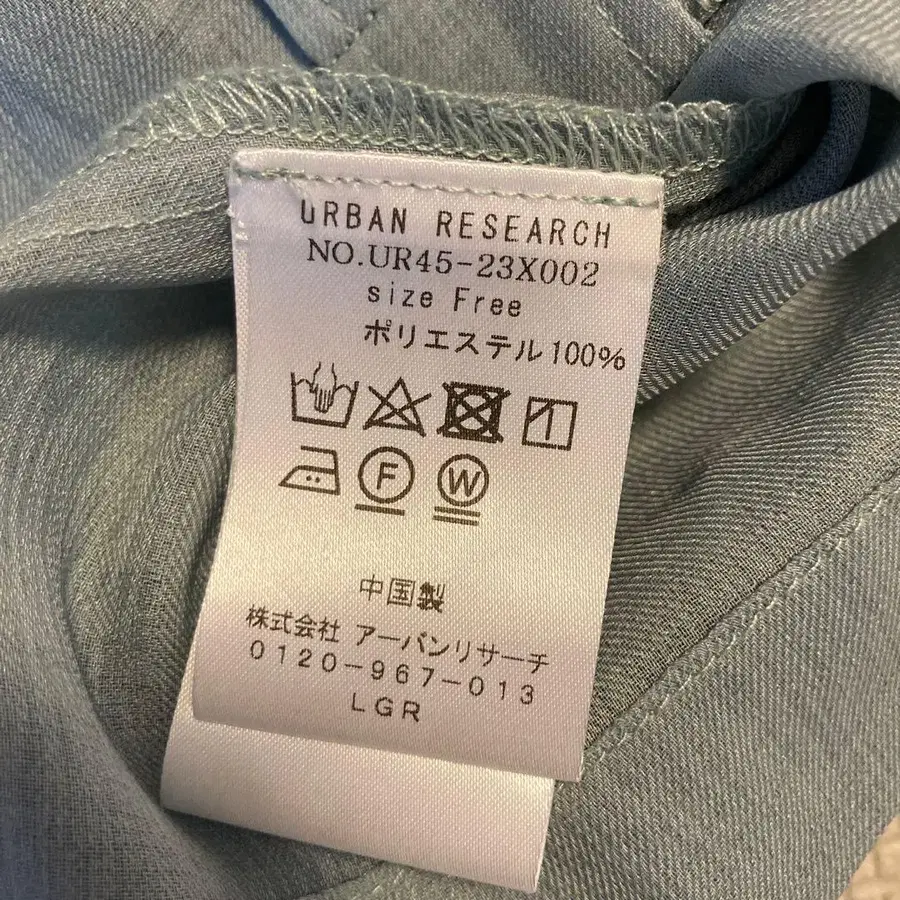 URBAN RESEARCH
NO.UR45-23X002
size Free
ポリエステル100%
F W
中国製
株式会社 アーバンリサーチ
0120-967-013
LGR